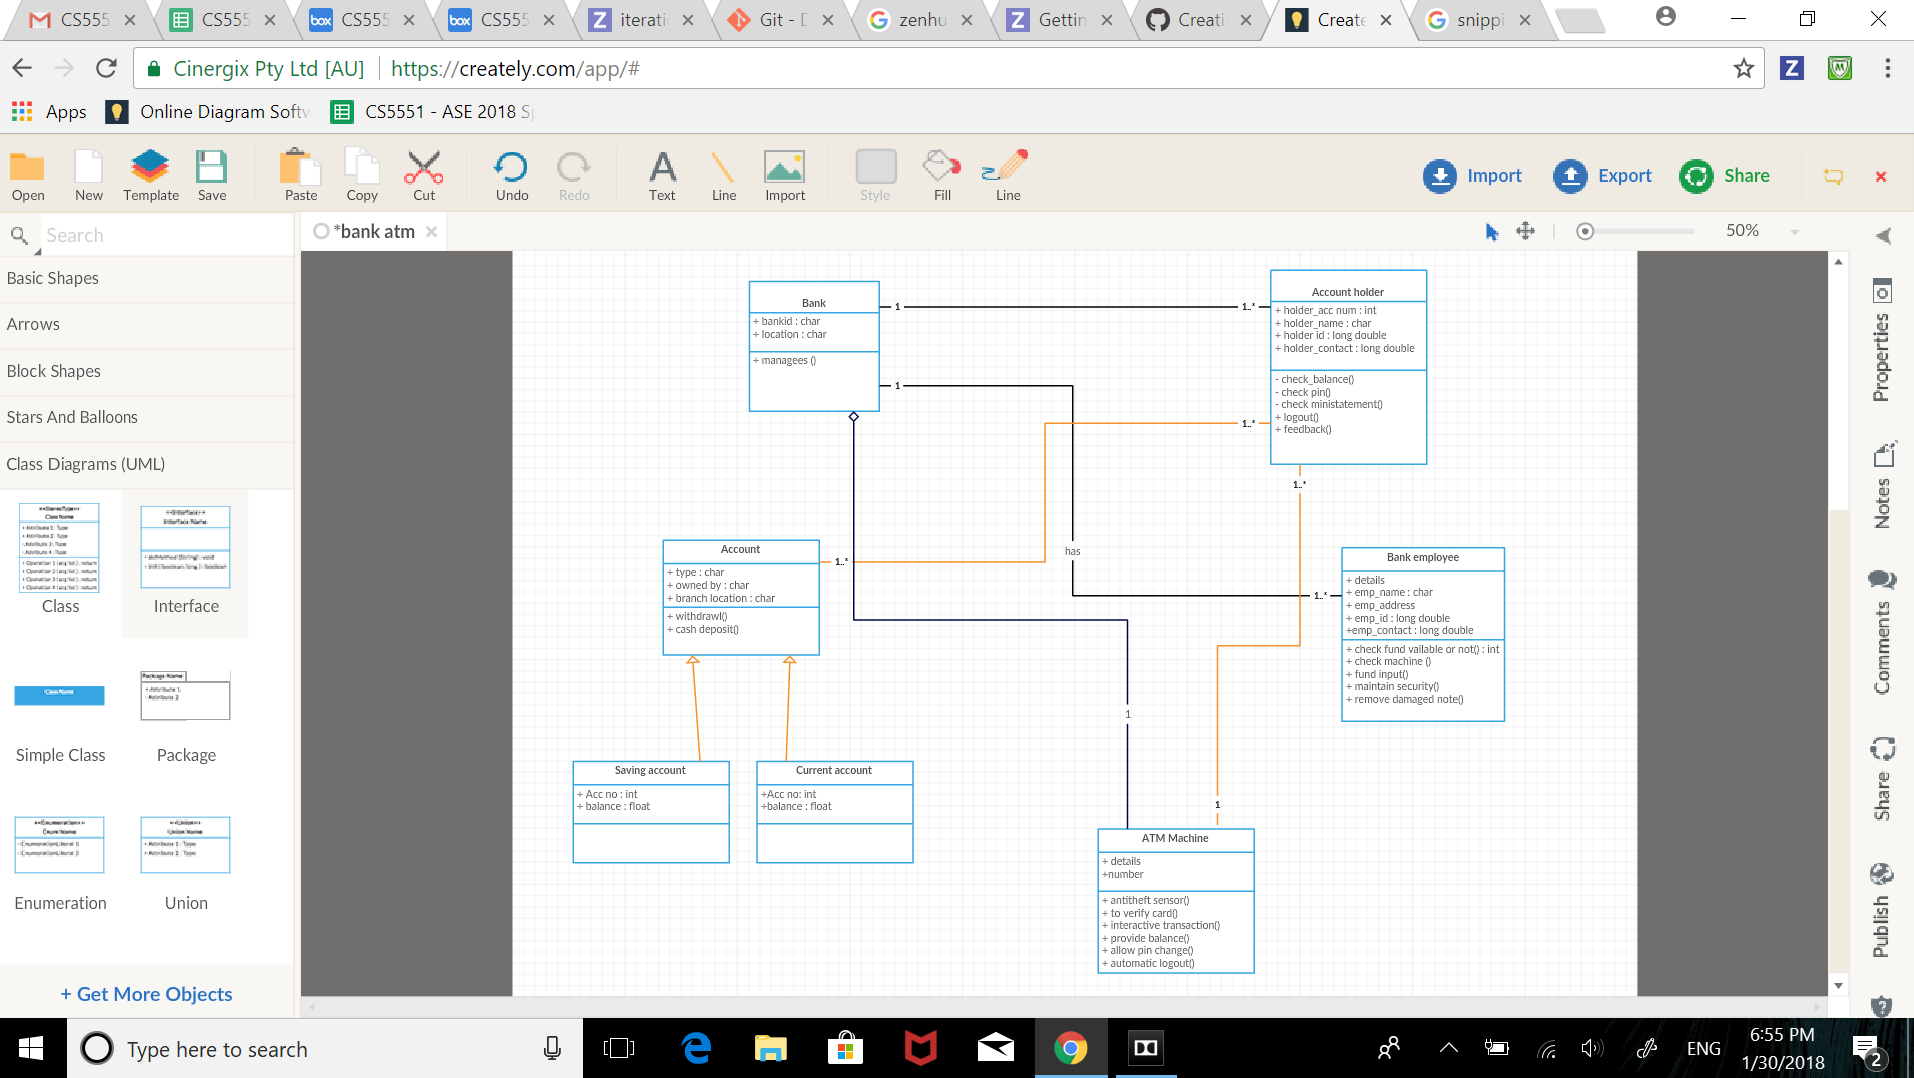 CS555
CS555
CS555
CS555
iterati
Git - D
zenhu
Gettin
Creati
Create
snippi
Cinergix Pty Ltd [AU]
https://creately.com/app/#
Apps
Online Diagram Softw
CS5551 - ASE 2018 Sp
Open
New
Template
Save
Paste
Copy
Cut
Undo
Redo
Text
Line
Import
Style
Fill
Line
Import
Export
Share
Search
*bank atm
50%
Basic Shapes
Arrows
Block Shapes
Stars And Balloons
Class Diagrams (UML)
Class
Interface
Simple Class
Package
Enumeration
Union
+ Get More Objects
Bank
+ bankid : char
+ location : char
+ managees ()
1
1..*
1
Account holder
+ holder_acc num : int
+ holder_name : char
+ holder id : long double
+ holder_contact : long double
- check_balance()
- check pin()
- check ministatement()
+ logout()
+ feedback()
1..*
1..*
Account
+ type : char
+ owned by : char
+ branch location : char
+ withdrawl()
+ cash deposit()
1..*
has
1..*
Bank employee
+ details
+ emp_name : char
+ emp_address
+ emp_id : long double
+emp_contact : long double
+ check fund vailable or not() : int
+ check machine ()
+ fund input()
+ maintain security()
+ remove damaged note()
1
1
Saving account
+ Acc no : int
+ balance : float
Current account
+Acc no: int
+balance : float
ATM Machine
+ details
+number
+ antitheft sensor()
+ to verify card()
+ interactive transaction()
+ provide balance()
+ allow pin change()
+ automatic logout()
Properties
Notes
Comments
Share
Publish
Type here to search
ENG
6:55 PM
1/30/2018
2